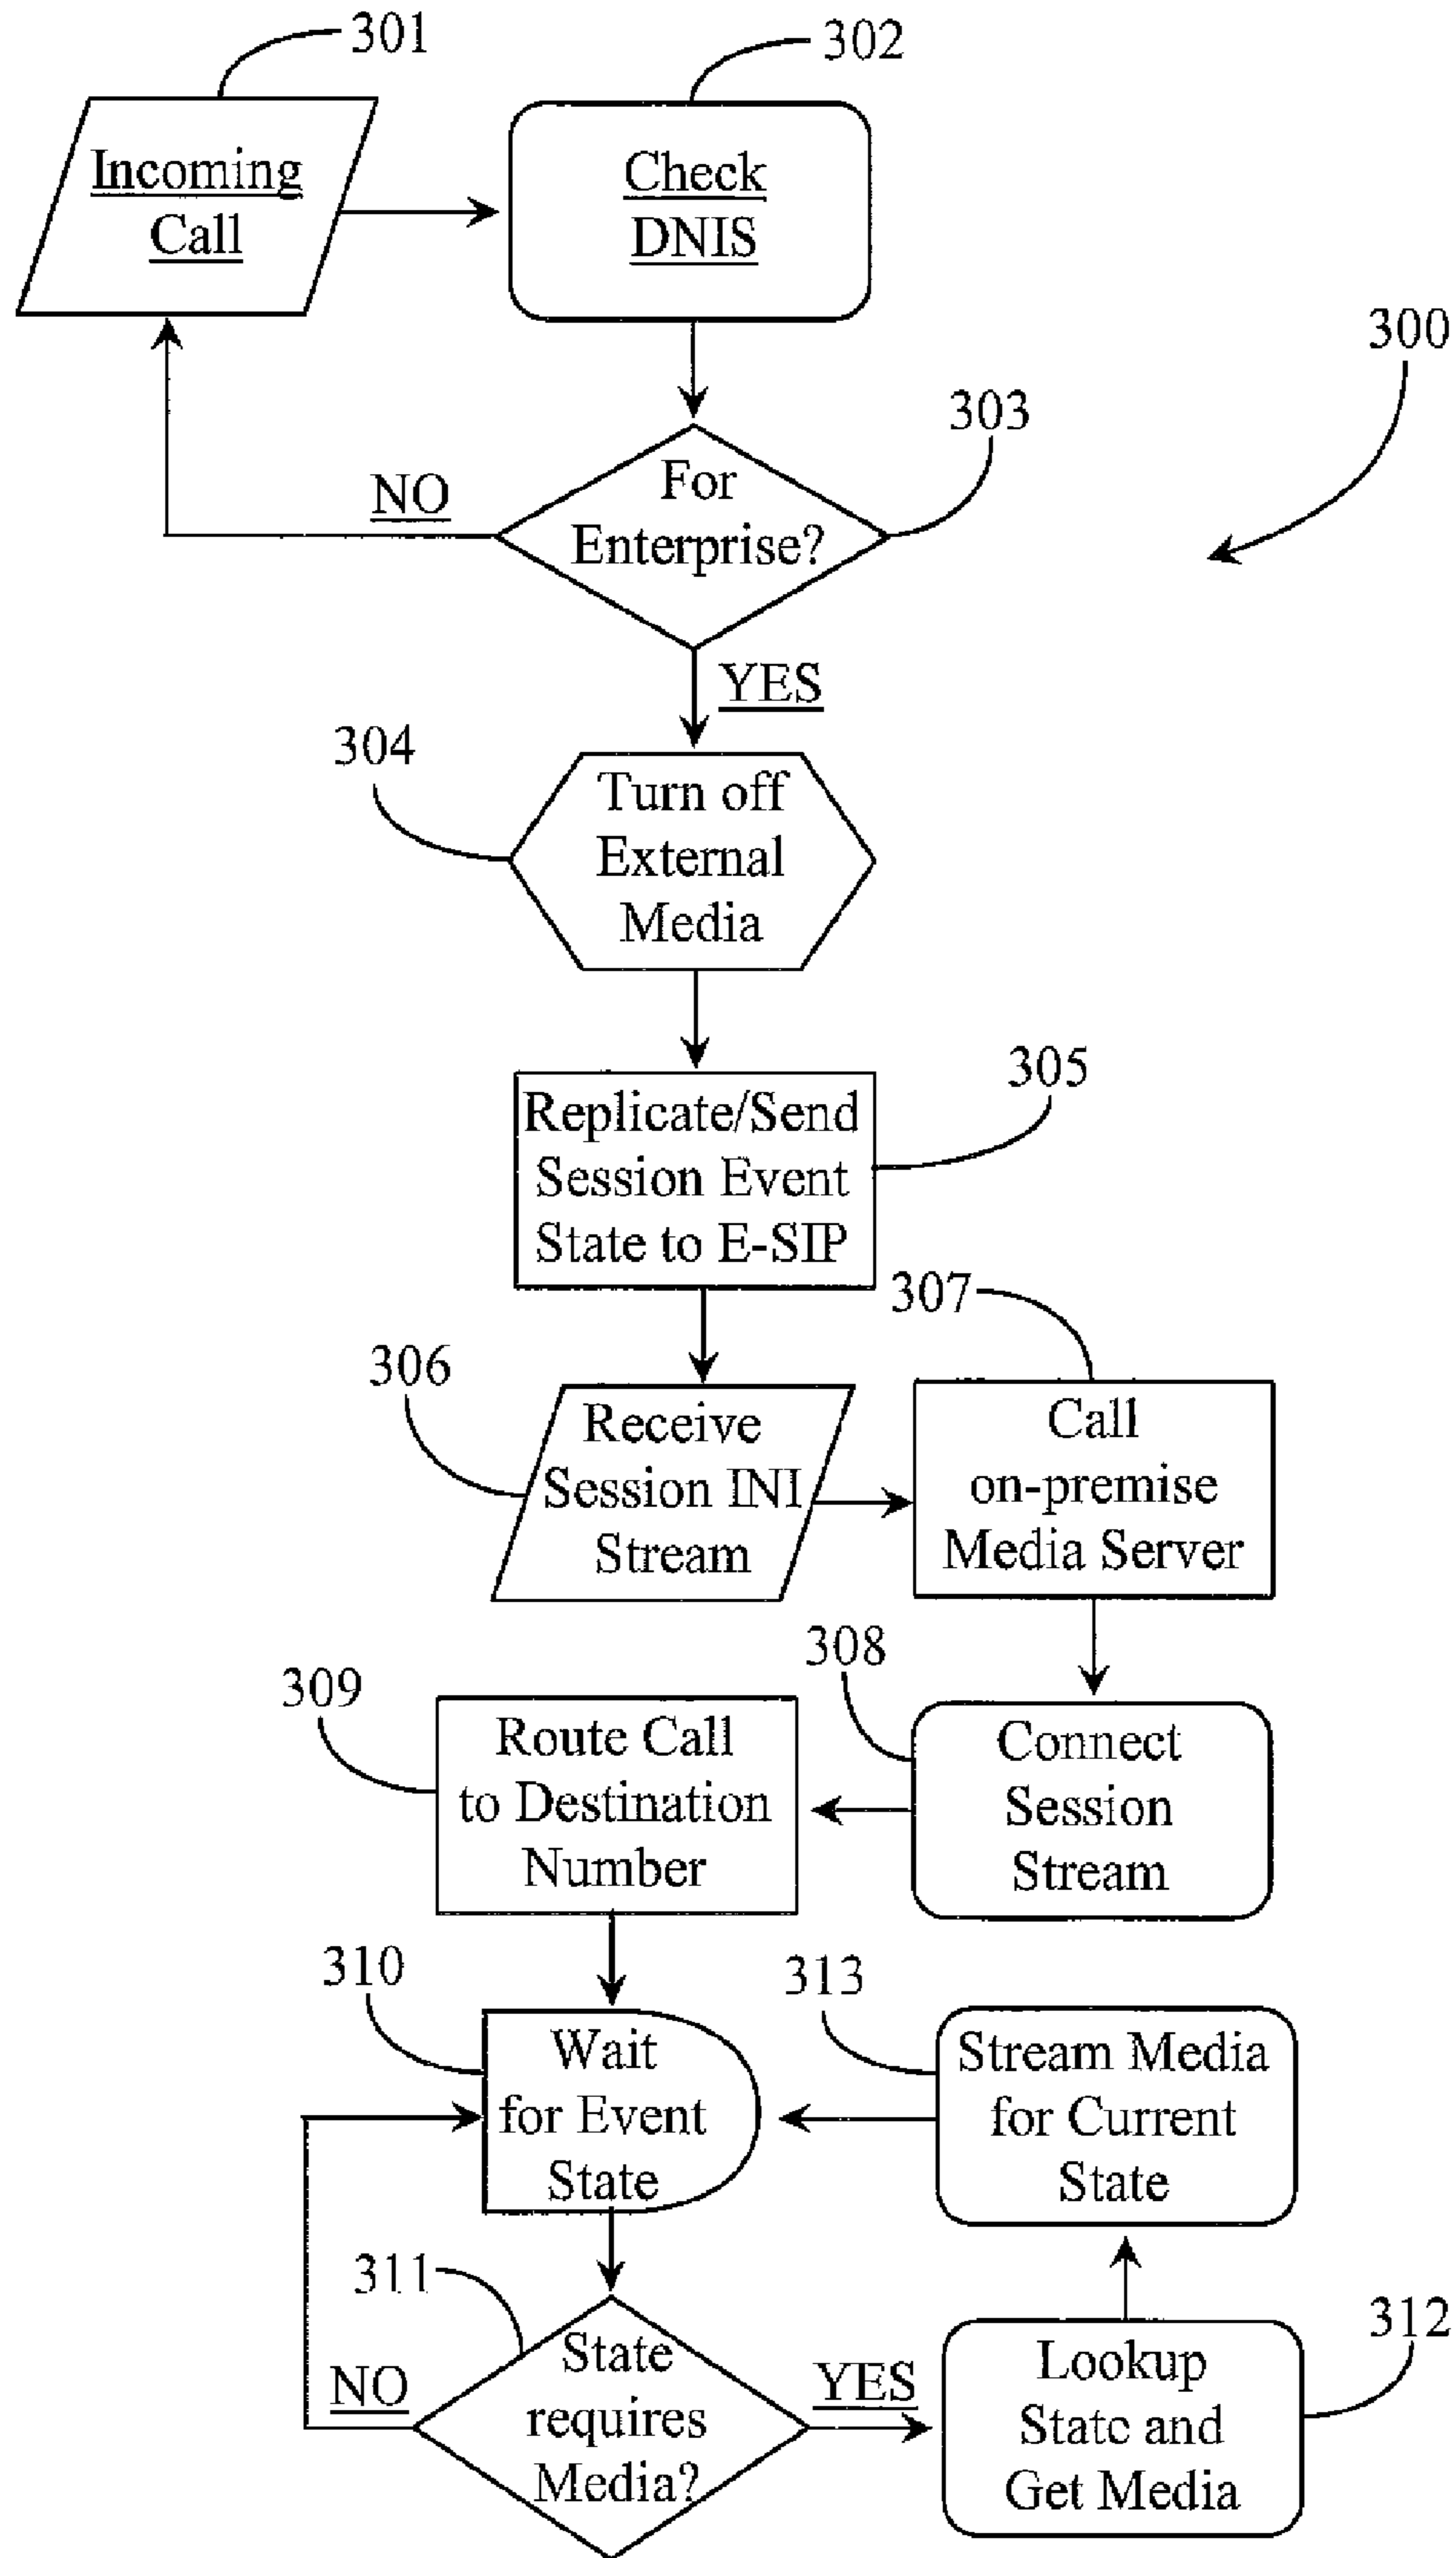 301
302
Incoming
Call
Check
DNIS
300
303
For
Enterprise?
NO
YES
304
Turn off
External
Media
305
Replicate/Send
Session Event
State to E-SIP
307
306
Receive
Session INI
Stream
Call
on-premise
Media Server
308
309
Route Call
to Destination
Number
Connect
Session
Stream
310
313
Wait
for Event
State
Stream Media
for Current
State
311
312
State
requires
Media?
NO
YES
Lookup
State and
Get Media